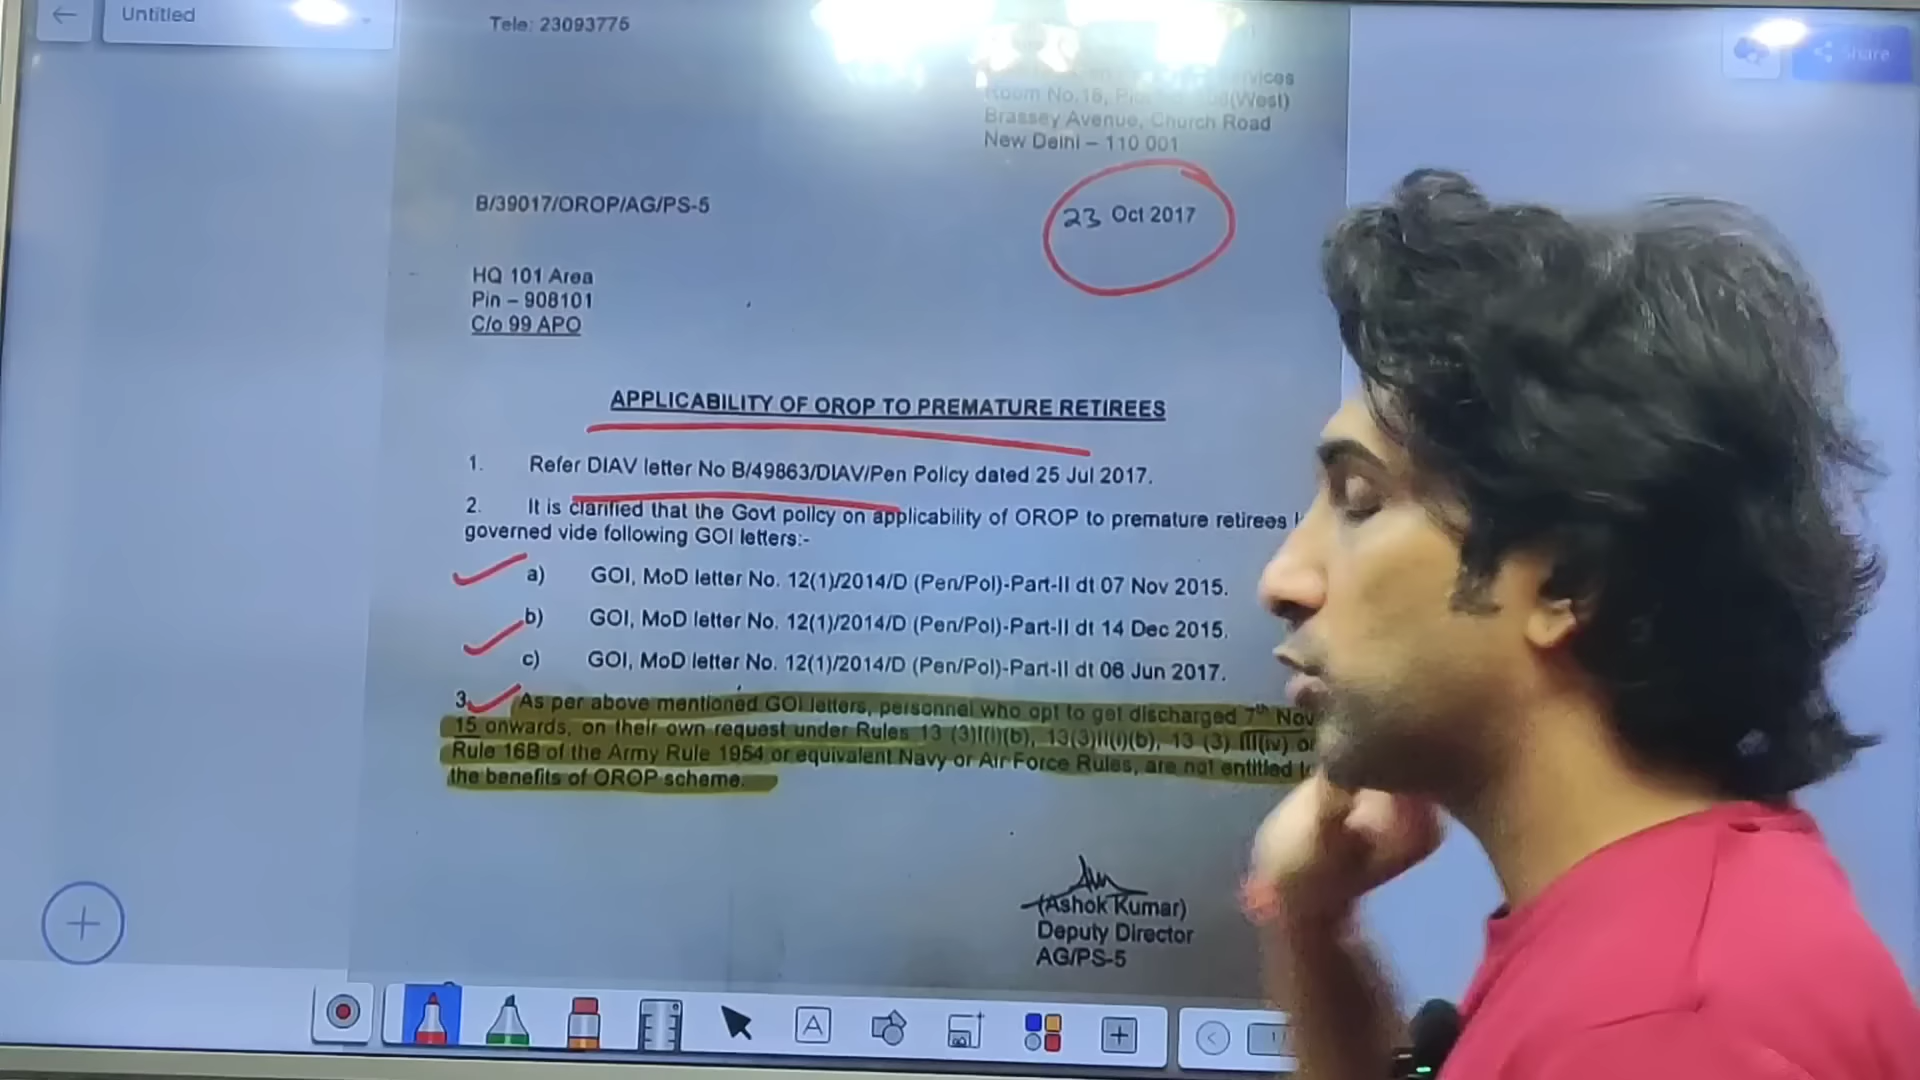 Untitled
Share
Tele: 23093775
Room No.16,
Brassey Avenue, Church Road
New Delhi – 110 001
B/39017/OROP/AG/PS-5
23 Oct 2017
HQ 101 Area
Pin – 908101
C/o 99 APO
APPLICABILITY OF OROP TO PREMATURE RETIREES
1. Refer DIAV letter No B/49863/DIAV/Pen Policy dated 25 Jul 2017.
2. It is clarified that the Govt policy on applicability of OROP to premature retirees
governed vide following GOI letters:-
a) GOI, MoD letter No. 12(1)/2014/D (Pen/Pol)-Part-II dt 07 Nov 2015.
b) GOI, MoD letter No. 12(1)/2014/D (Pen/Pol)-Part-II dt 14 Dec 2015.
c) GOI, MoD letter No. 12(1)/2014/D (Pen/Pol)-Part-II dt 06 Jun 2017.
3. As per above mentioned GOI letters, personnel who opt to get discharged 7th Nov
15 onwards, on their own request under Rules 13 (3)I(i)(b), 13(3)II(i)(b), 13 (3) III(iv) or
Rule 16B of the Army Rule 1954 or equivalent Navy or Air Force Rules, are not entitled
the benefits of OROP scheme.
(Ashok Kumar)
Deputy Director
AG/PS-5
A